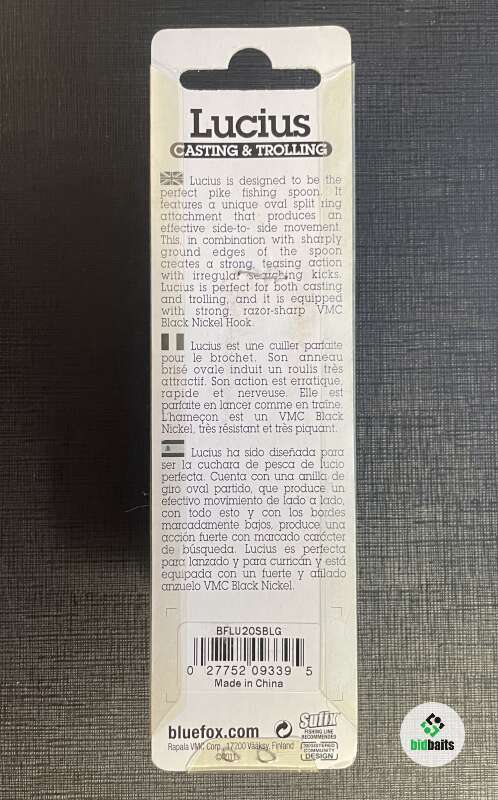 Lucius
CASTING & TROLLING
Lucius is designed to be the
perfect pike fishing spoon. It
features a unique oval split ring
attachment that produces an
effective side-to- side movement.
This, in combination with sharply
ground edges of the spoon
creates a strong, teasing action
with irregular searching kicks.
Lucius is perfect for both casting
and trolling, and it is equipped
with strong, razor-sharp VMC
Black Nickel Hook.
Lucius est une cuiller parfaite
pour le brochet. Son anneau
brisé ovale induit un roulis très
attractif. Son action est erratique,
rapide et nerveuse. Elle est
parfaite en lancer comme en traîne.
L'hameçon est un VMC Black
Nickel, très résistant et très piquant.
Lucius ha sido diseñada para
ser la cuchara de pesca de lucio
perfecta. Cuenta con una anilla de
giro oval partido, que produce un
efectivo movimiento de lado a lado,
con todo esto y con los bordes
marcadamente bajos, produce una
acción fuerte con marcado carácter
de búsqueda. Lucius es perfecta
para lanzado y para curricán y está
equipada con un fuerte y afilado
anzuelo VMC Black Nickel.
BFLU20SBLG
0 27752 09339 5
Made in China
bluefox.com
Rapala VMC Corp., 17200 Vääksy, Finland
Sufix
FISHING LINE
RECOMMENDED
REGISTERED
COMMUNITY
DESIGN
bidbaits